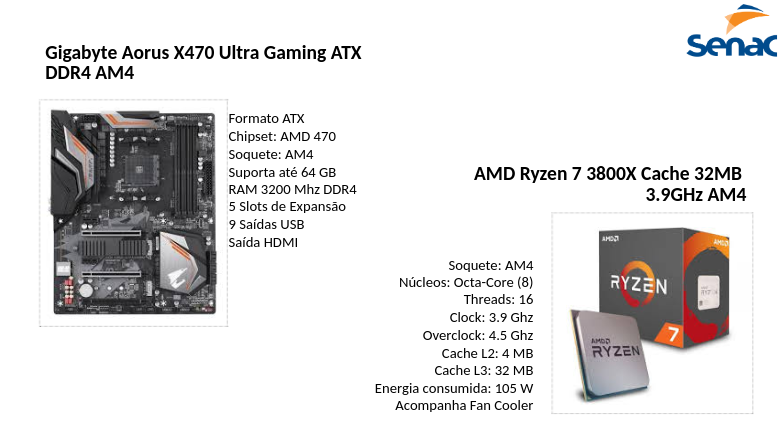 Senac
Gigabyte Aorus X470 Ultra Gaming ATX
DDR4 AM4
Formato ATX
Chipset: AMD 470
Soquete: AM4
Suporta até 64 GB
RAM 3200 Mhz DDR4
5 Slots de Expansão
9 Saídas USB
Saída HDMI
AMD Ryzen 7 3800X Cache 32MB
3.9GHz AM4
Soquete: AM4
Núcleos: Octa-Core (8)
Threads: 16
Clock: 3.9 Ghz
Overclock: 4.5 Ghz
Cache L2: 4 MB
Cache L3: 32 MB
Energia consumida: 105 W
Acompanha Fan Cooler
AMD
AMD
RYZEN
7
AMD
RYZEN